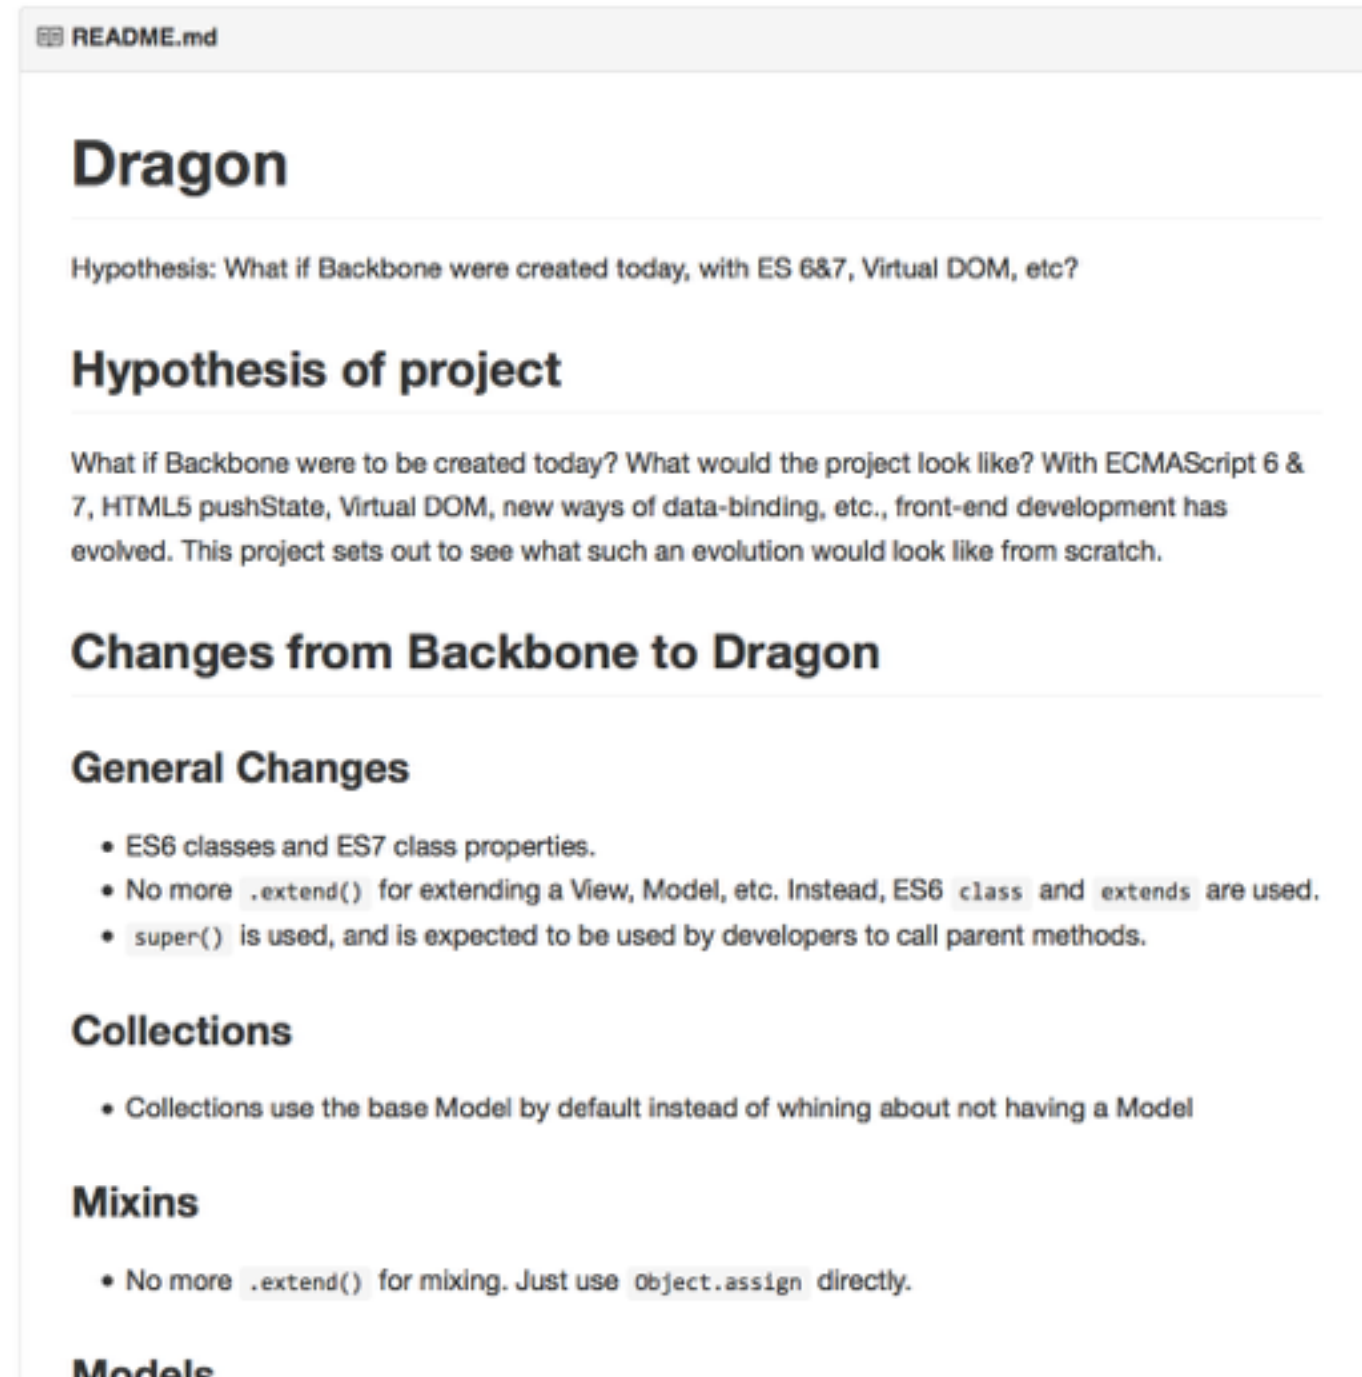 README.md
Dragon
Hypothesis: What if Backbone were created today, with ES 6&7, Virtual DOM, etc?
Hypothesis of project
What if Backbone were to be created today? What would the project look like? With ECMAScript 6 &
7, HTML5 pushState, Virtual DOM, new ways of data-binding, etc., front-end development has
evolved. This project sets out to see what such an evolution would look like from scratch.
Changes from Backbone to Dragon
General Changes
• ES6 classes and ES7 class properties.
• No more .extend() for extending a View, Model, etc. Instead, ES6 class and extends are used.
• super() is used, and is expected to be used by developers to call parent methods.
Collections
• Collections use the base Model by default instead of whining about not having a Model
Mixins
• No more .extend() for mixing. Just use Object.assign directly.
Models